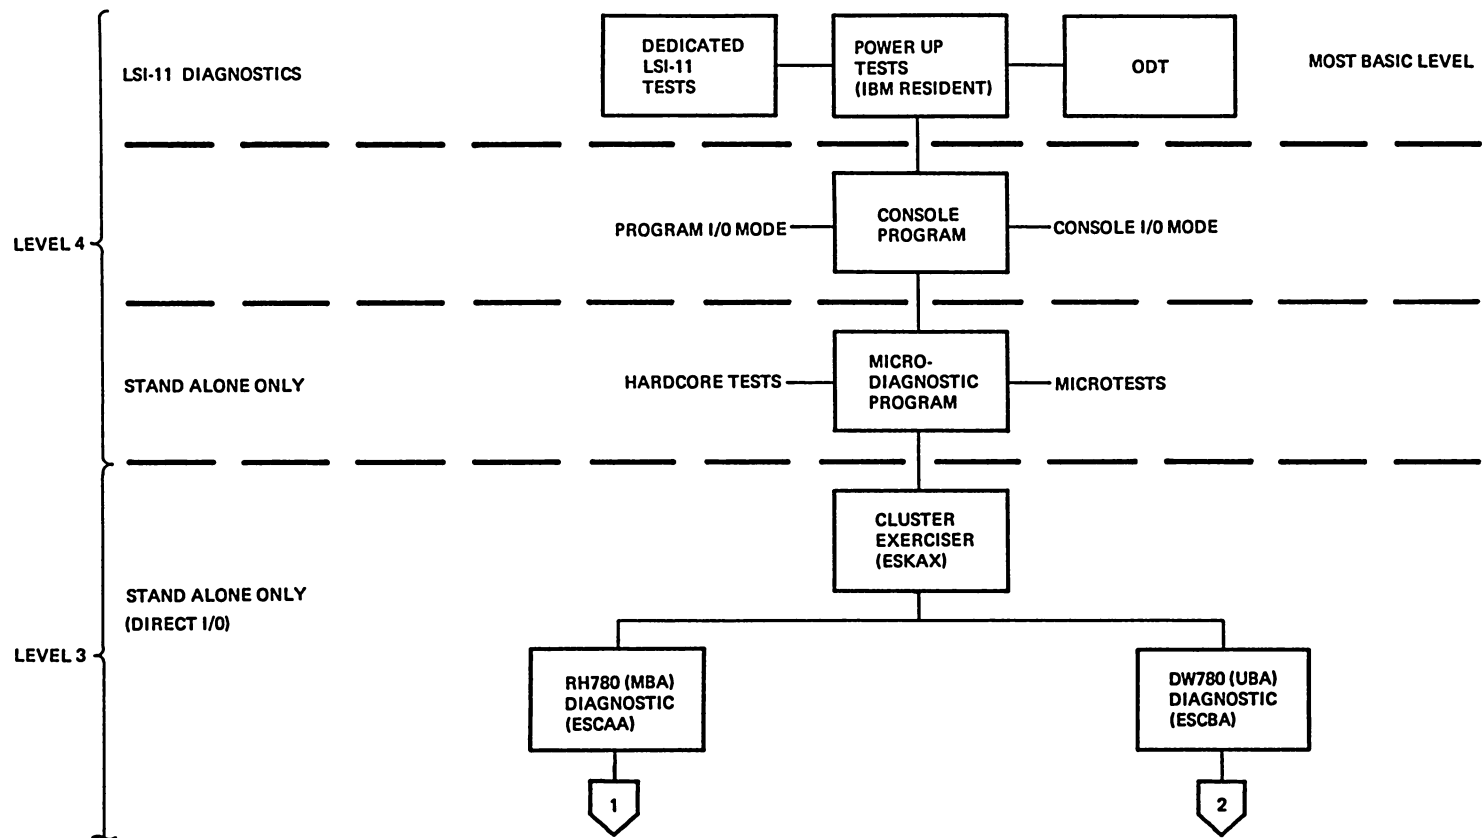 LSI-11 DIAGNOSTICS
DEDICATED
LSI-11
TESTS
POWER UP
TESTS
(IBM RESIDENT)
ODT
MOST BASIC LEVEL
LEVEL 4
PROGRAM I/0 MODE
CONSOLE
PROGRAM
CONSOLE I/0 MODE
STAND ALONE ONLY
HARDCORE TESTS
MICRO-
DIAGNOSTIC
PROGRAM
MICROTESTS
CLUSTER
EXERCISER
(ESKAX)
STAND ALONE ONLY
(DIRECT I/0)
LEVEL 3
RH780 (MBA)
DIAGNOSTIC
(ESCAA)
DW780 (UBA)
DIAGNOSTIC
(ESCBA)
1
2